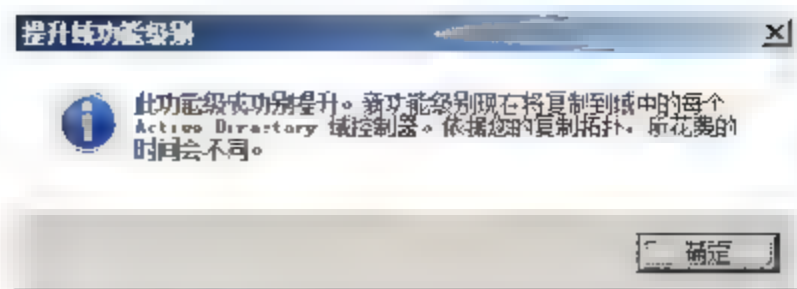 提升域功能级别
此功能级成功别提升。新功能级别现在将复制到域中的每个
Active Directory 域控制器。依据您的复制拓扑，所花费的
时间会不同。
确定